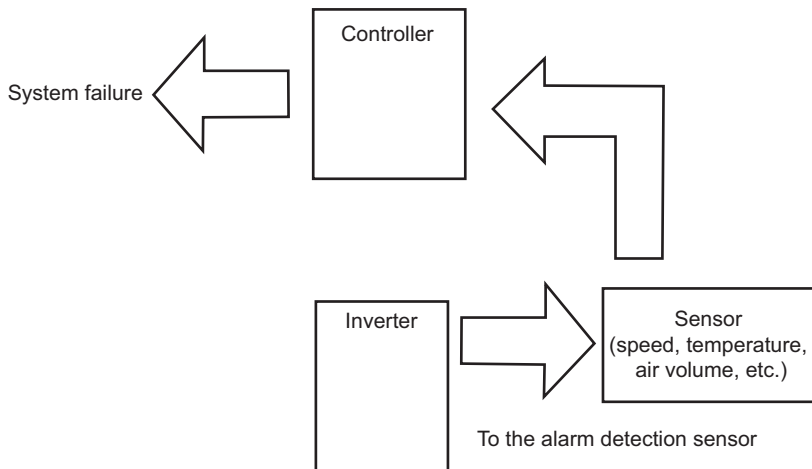 Controller
System failure
Inverter
Sensor
(speed, temperature,
air volume, etc.)
To the alarm detection sensor